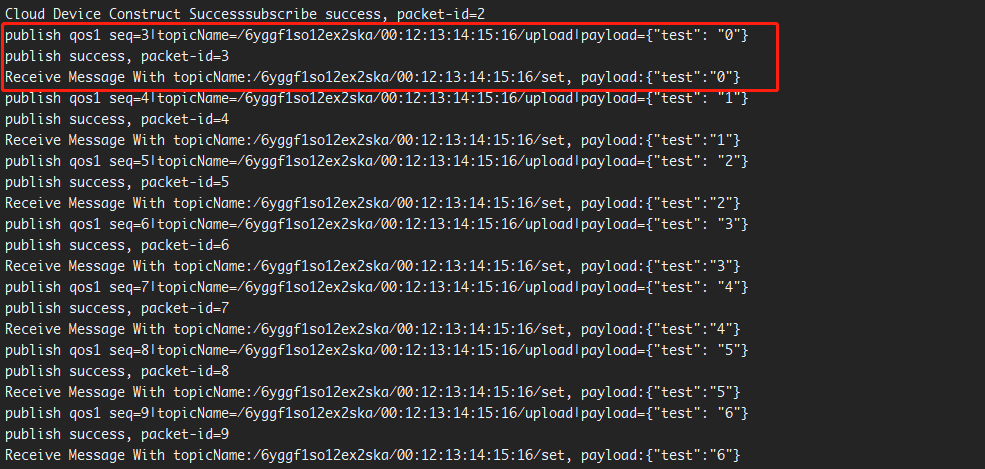 Cloud Device Construct Successsubscribe success, packet-id=2
publish qos1 seq=3|topicName=/6yggf1so12ex2ska/00:12:13:14:15:16/upload|payload={"test": "0"}
publish success, packet-id=3
Receive Message With topicName:/6yggf1so12ex2ska/00:12:13:14:15:16/set, payload:{"test":"0"}
publish qos1 seq=4|topicName=/6yggf1so12ex2ska/00:12:13:14:15:16/upload|payload={"test": "1"}
publish success, packet-id=4
Receive Message With topicName:/6yggf1so12ex2ska/00:12:13:14:15:16/set, payload:{"test":"1"}
publish qos1 seq=5|topicName=/6yggf1so12ex2ska/00:12:13:14:15:16/upload|payload={"test": "2"}
publish success, packet-id=5
Receive Message With topicName:/6yggf1so12ex2ska/00:12:13:14:15:16/set, payload:{"test":"2"}
publish qos1 seq=6|topicName=/6yggf1so12ex2ska/00:12:13:14:15:16/upload|payload={"test": "3"}
publish success, packet-id=6
Receive Message With topicName:/6yggf1so12ex2ska/00:12:13:14:15:16/set, payload:{"test":"3"}
publish qos1 seq=7|topicName=/6yggf1so12ex2ska/00:12:13:14:15:16/upload|payload={"test": "4"}
publish success, packet-id=7
Receive Message With topicName:/6yggf1so12ex2ska/00:12:13:14:15:16/set, payload:{"test":"4"}
publish qos1 seq=8|topicName=/6yggf1so12ex2ska/00:12:13:14:15:16/upload|payload={"test": "5"}
publish success, packet-id=8
Receive Message With topicName:/6yggf1so12ex2ska/00:12:13:14:15:16/set, payload:{"test":"5"}
publish qos1 seq=9|topicName=/6yggf1so12ex2ska/00:12:13:14:15:16/upload|payload={"test": "6"}
publish success, packet-id=9
Receive Message With topicName:/6yggf1so12ex2ska/00:12:13:14:15:16/set, payload:{"test":"6"}